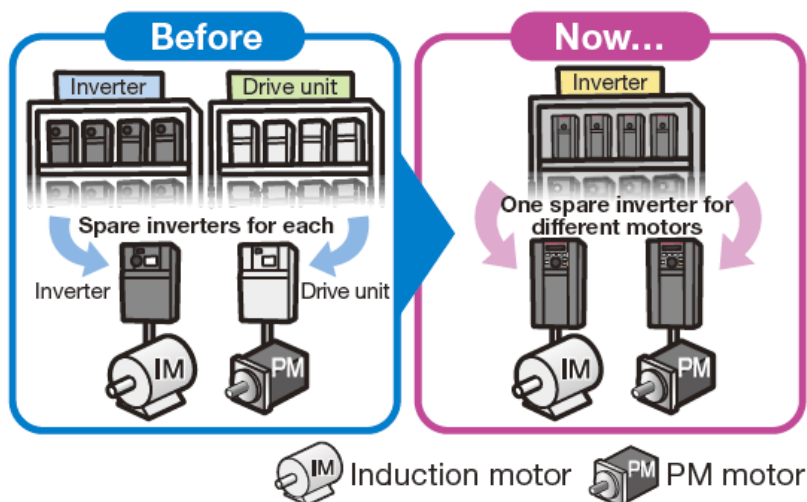 Before
Inverter
Drive unit
Spare inverters for each
Inverter
Drive unit
IM
PM
Now...
Inverter
One spare inverter for
different motors
IM
PM
IM Induction motor
PM PM motor